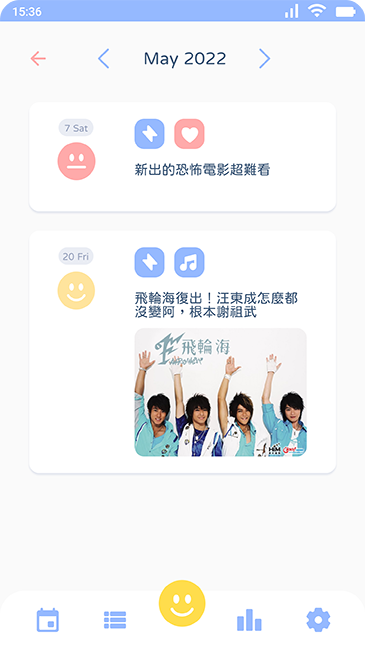 15:36
May 2022
7 Sat
新出的恐怖電影超難看
20 Fri
飛輪海復出！汪東成怎麼都
沒變阿，根本謝祖武
飛輪海
HIM